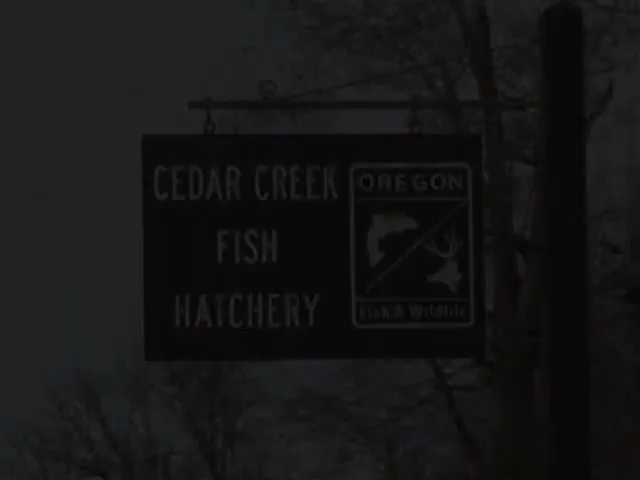 CEDAR CREEK
FISH
HATCHERY
OREGON
Fish & Wildlife